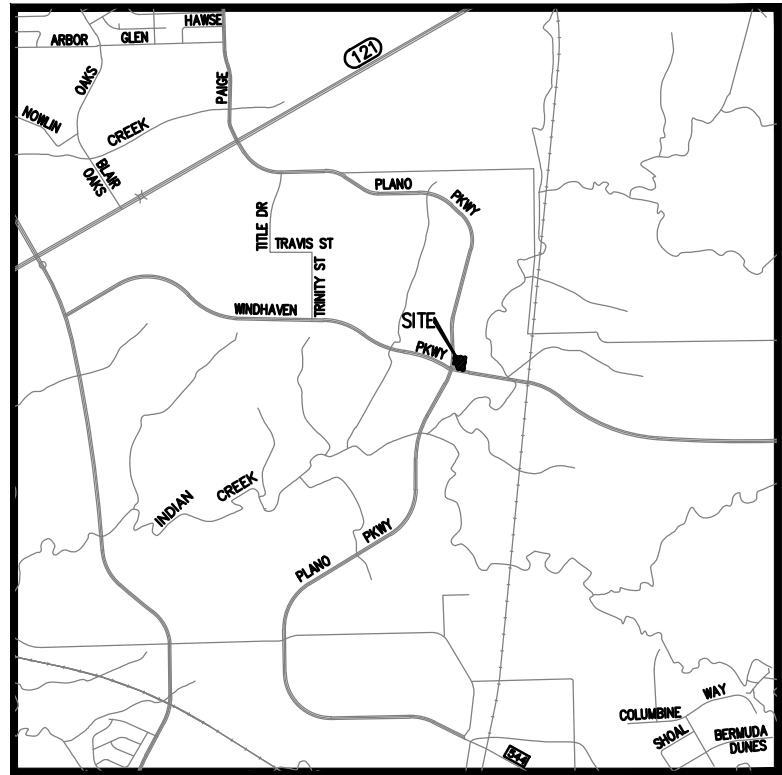 HAWSE
ARBOR GLEN
121
OAKS
PAIGE
NOWLIN
CREEK
BLAIR
OAKS
PLANO PKWY
TITLE DR
TRAVIS ST
TRINITY ST
WINDHAVEN PKWY
SITE
INDIAN CREEK
PLANO PKWY
COLUMBINE WAY
SHOAL
BERMUDA
DUNES
544